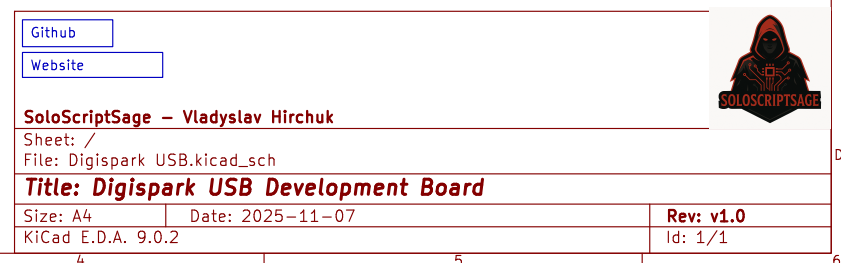 Github
Website
SOLOSCRIPTSAGE
SoloScriptSage – Vladyslav Hirchuk
Sheet: /
File: Digispark USB.kicad_sch
D
Title: Digispark USB Development Board
Size: A4 Date: 2025-11-07 Rev: v1.0
KiCad E.D.A. 9.0.2 Id: 1/1
4 5 6